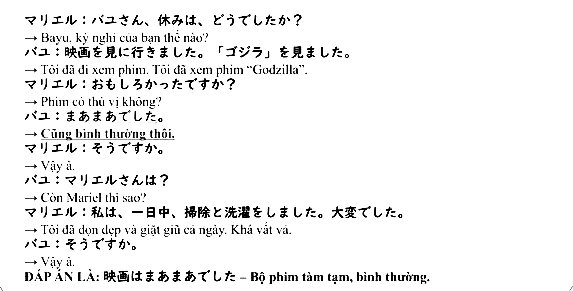 マリエル：バユさん、休みは、どうでしたか？
→ Bayu. kỳ nghỉ của bạn thế nào?
バユ：映画を見に行きました。「ゴジラ」を見ました。
→ Tôi đã đi xem phim. Tôi đã xem phim “Godzilla”.
マリエル：おもしろかったですか？
→ Phim có thú vị không?
バユ：まあまあでした。
→ Cũng bình thường thôi.
マリエル：そうですか。
→ Vậy à.
バユ：マリエルさんは？
→ Còn Mariel thì sao?
マリエル：私は、一日中、掃除と洗濯をしました。大変でした。
→ Tôi đã dọn dẹp và giặt giũ cả ngày. Khá vất vả.
バユ：そうですか。
→ Vậy à.
ĐÁP ÁN LÀ: 映画はまあまあでした – Bộ phim tàm tạm, bình thường.